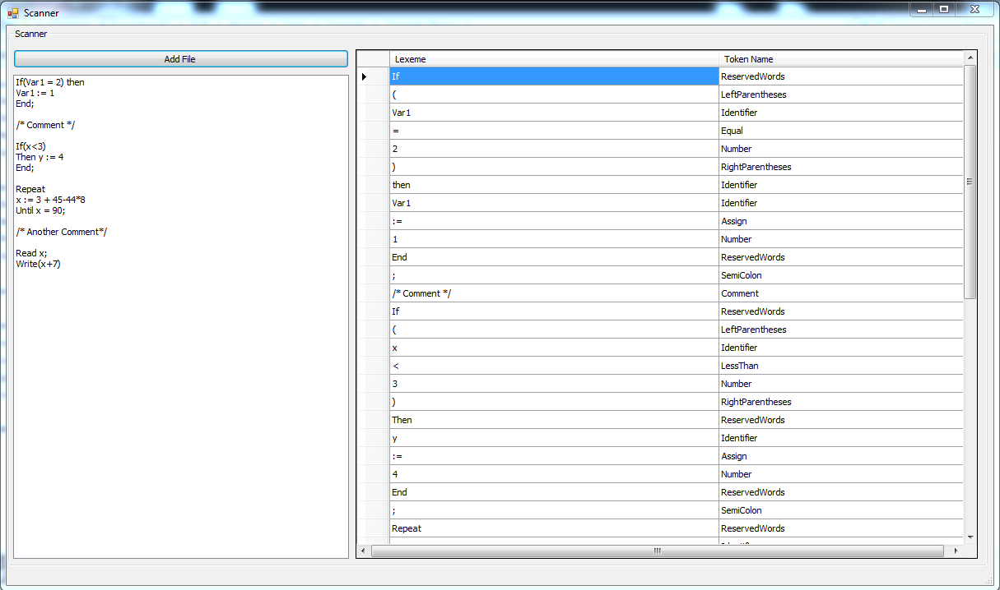 Scanner
Scanner
Add File
If(Var1 = 2) then
Var1 := 1
End;
/* Comment */
If(x<3)
Then y := 4
End;
Repeat
x := 3 + 45-44*8
Until x = 90;
/* Another Comment*/
Read x;
Write(x+7)
Lexeme Token Name
If ReservedWords
( LeftParentheses
Var1 Identifier
= Equal
2 Number
) RightParentheses
then Identifier
Var1 Identifier
:= Assign
1 Number
End ReservedWords
; SemiColon
/* Comment */ Comment
If ReservedWords
( LeftParentheses
x Identifier
< LessThan
3 Number
) RightParentheses
Then ReservedWords
y Identifier
:= Assign
4 Number
End ReservedWords
; SemiColon
Repeat ReservedWords